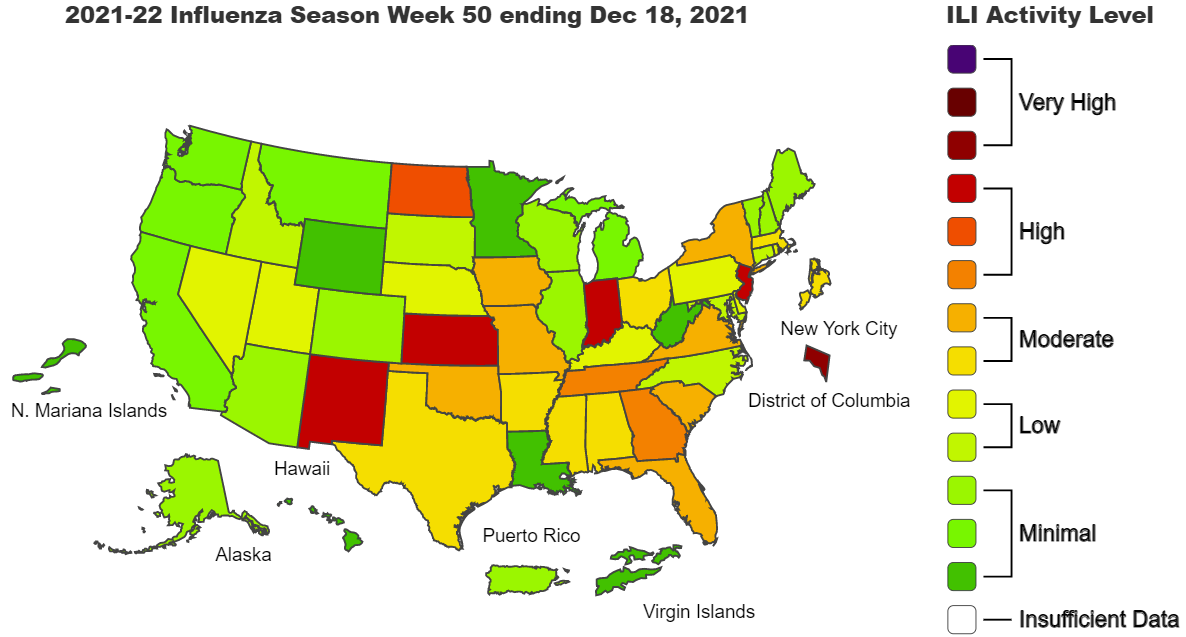 2021-22 Influenza Season Week 50 ending Dec 18, 2021
ILI Activity Level
Very High
High
Moderate
Low
Minimal
Insufficient Data
New York City
District of Columbia
N. Mariana Islands
Hawaii
Alaska
Puerto Rico
Virgin Islands